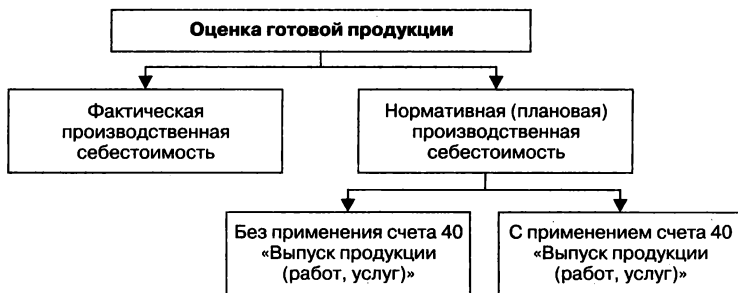 Оценка готовой продукции
Фактическая
производственная
себестоимость
Нормативная (плановая)
производственная
себестоимость
Без применения счета 40
«Выпуск продукции
(работ, услуг)»
С применением счета 40
«Выпуск продукции
(работ, услуг)»